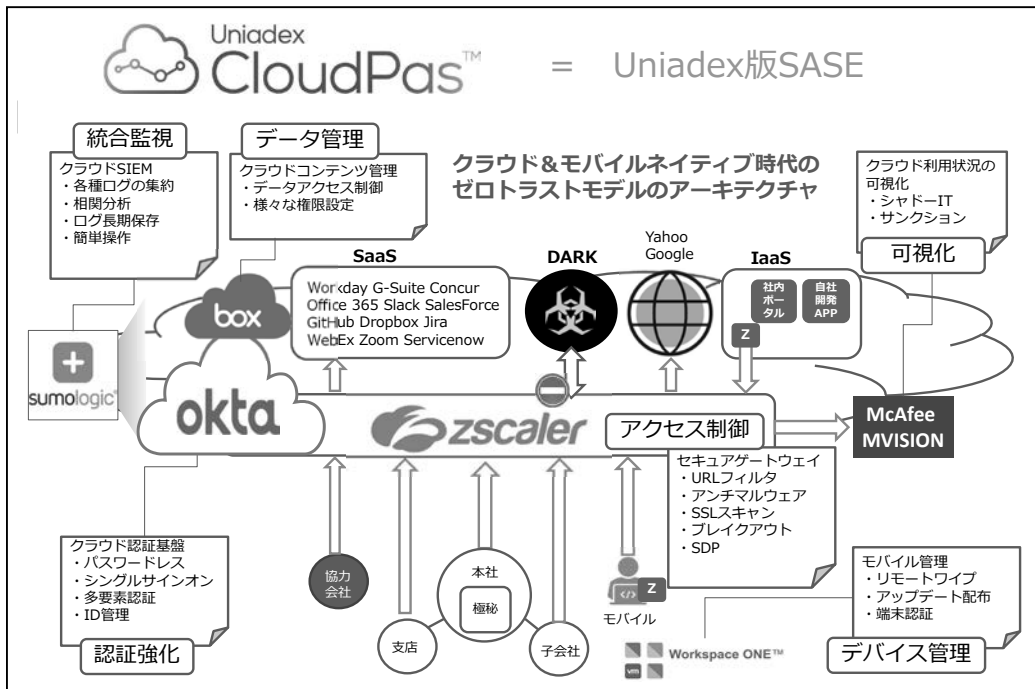 Uniadex
CloudPas™ = Uniadex版SASE
統合監視
クラウドSIEM
・各種ログの集約
・相関分析
・ログ長期保存
・簡単操作
データ管理
クラウドコンテンツ管理
・データアクセス制御
・様々な権限設定
クラウド＆モバイルネイティブ時代の
ゼロトラストモデルのアーキテクチャ
クラウド利用状況の
可視化
・シャドーIT
・サンクション
可視化
SaaS
Workday G-Suite Concur
Office 365 Slack SalesForce
GitHub Dropbox Jira
WebEx Zoom Servicenow
DARK
Yahoo
Google
IaaS
社内
ポー
タル
自社
開発
APP
Z
box
sumologic
okta
zscaler
アクセス制御
McAfee
MVISION
セキュアゲートウェイ
・URLフィルタ
・アンチマルウェア
・SSLスキャン
・ブレイクアウト
・SDP
クラウド認証基盤
・パスワードレス
・シングルサインオン
・多要素認証
・ID管理
認証強化
協力
会社
支店
本社
極秘
子会社
</> Z
モバイル
vm
Workspace ONE™
モバイル管理
・リモートワイプ
・アップデート配布
・端末認証
デバイス管理